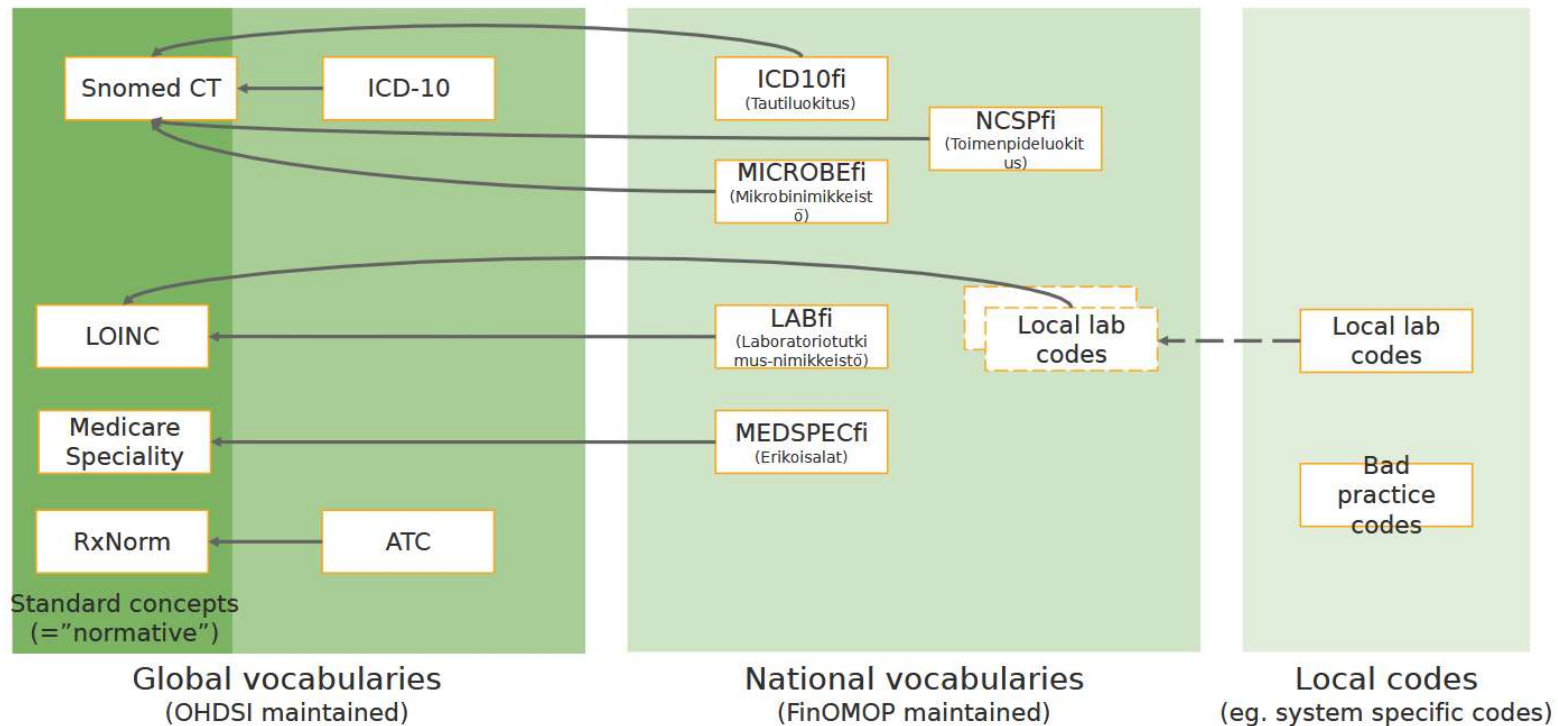 Snomed CT
ICD-10
ICD10fi
(Tautiluokitus)
NCSPfi
(Toimenpideluokit
us)
MICROBEfi
(Mikrobinimikkeist
ö)
LOINC
LABfi
(Laboratoriotutki
mus-nimikkeistö)
Local lab
codes
Local lab
codes
Medicare
Speciality
MEDSPECfi
(Erikoisalat)
Bad
practice
codes
RxNorm
ATC
Standard concepts
(=”normative”)
Global vocabularies
(OHDSI maintained)
National vocabularies
(FinOMOP maintained)
Local codes
(eg. system specific codes)